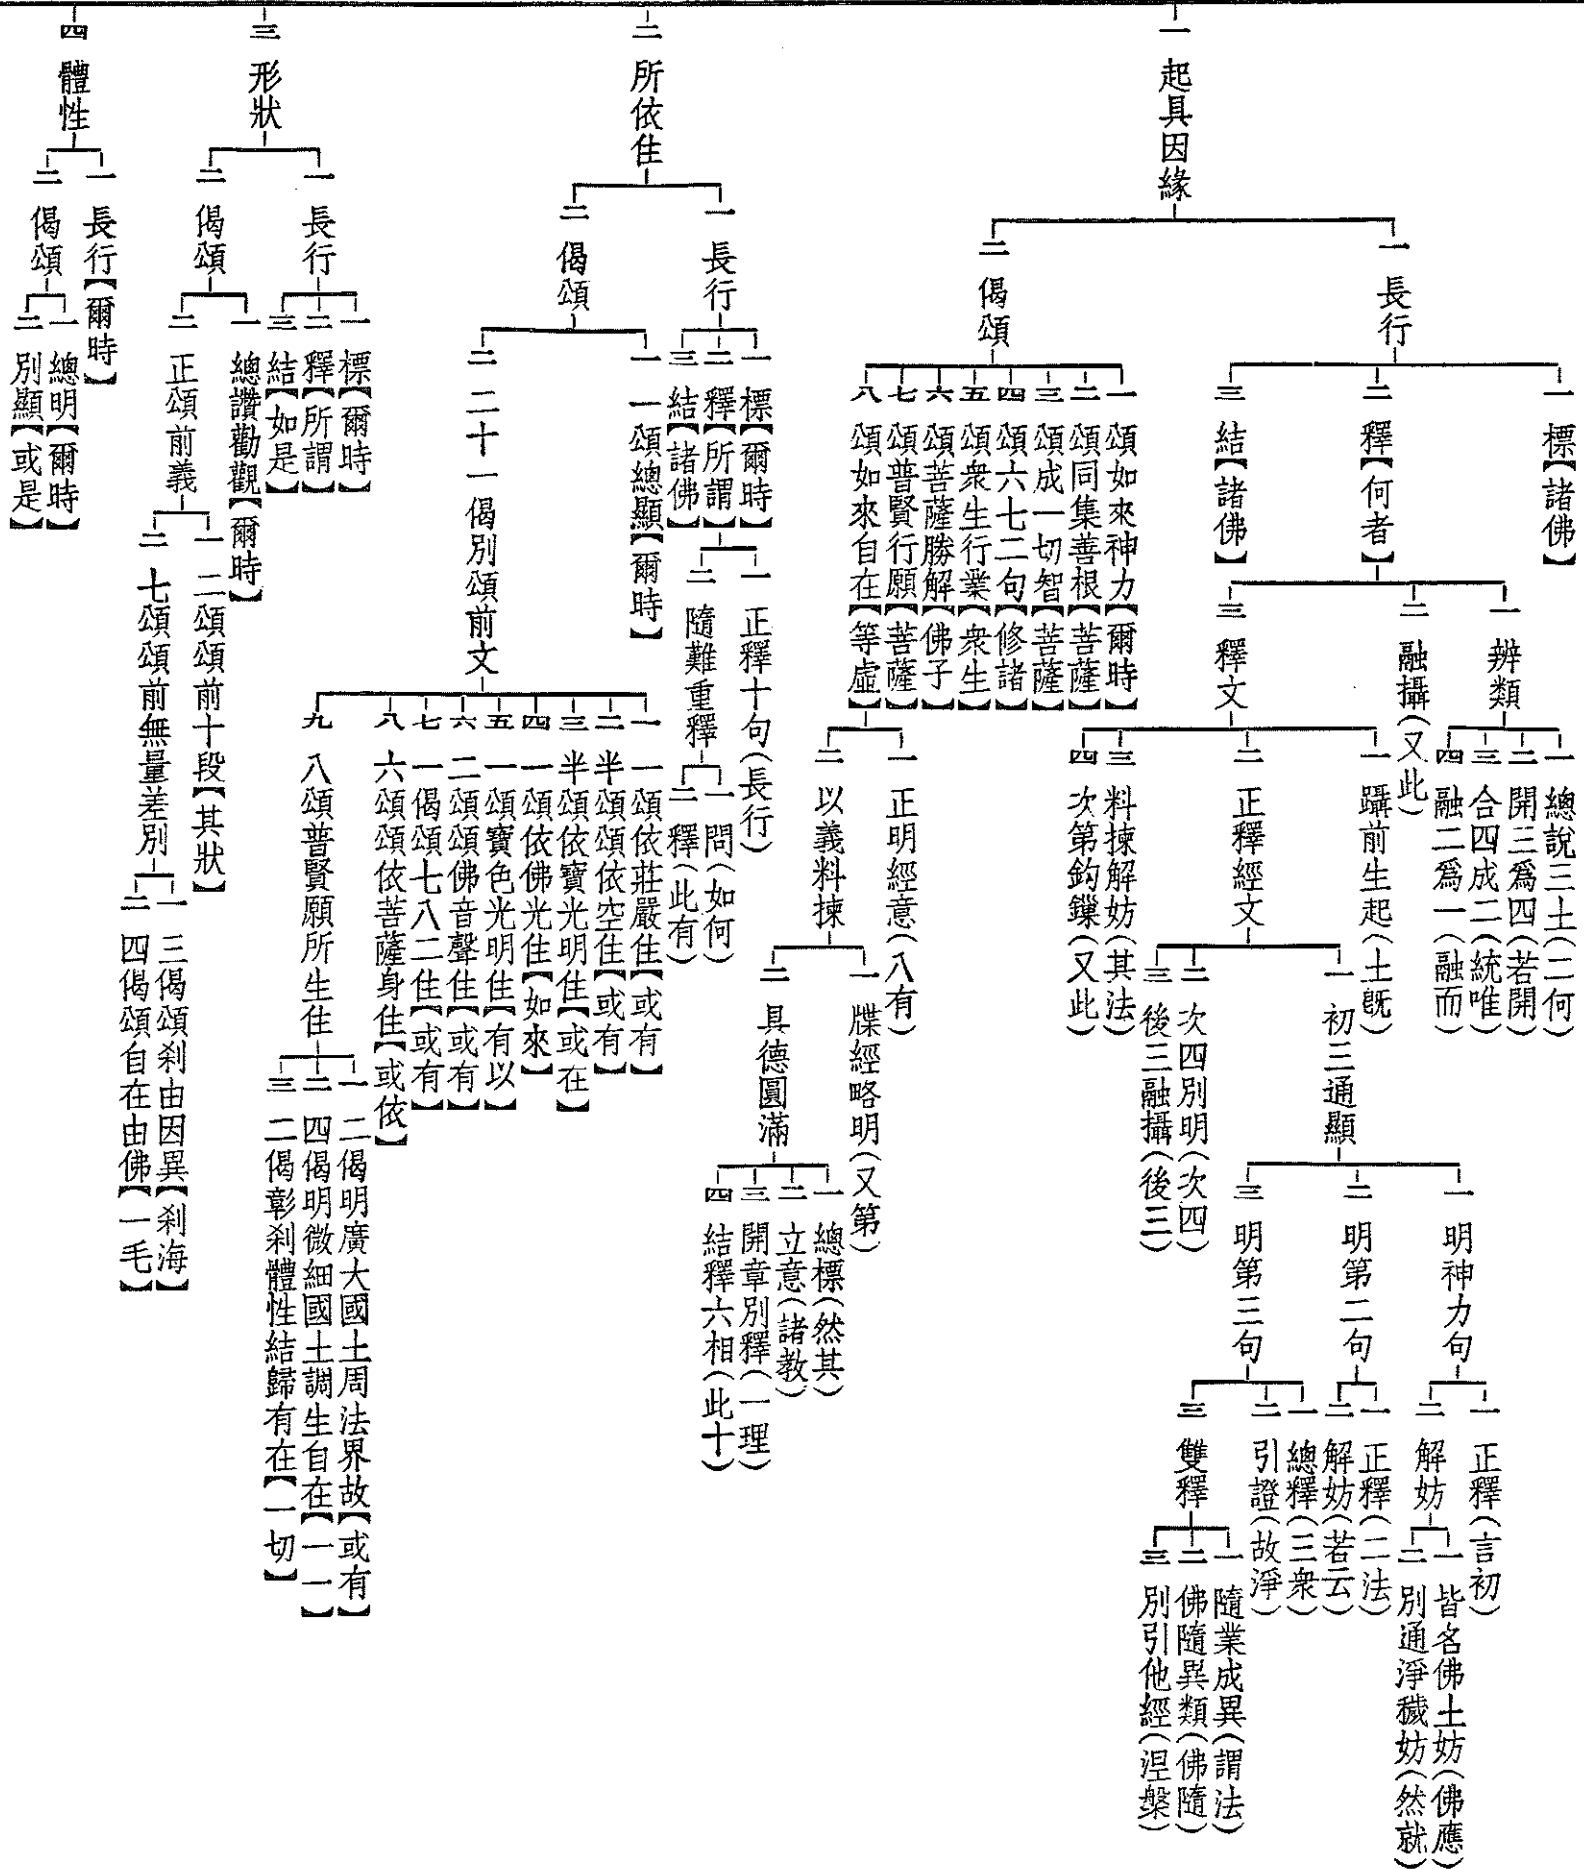 一 起具因緣
一 長行
一 標【諸佛】
二 釋【何者】
一 辨類
一 總說三土(二何)
二 開三爲四(若開)
三 合四成二(統唯)
四 融二爲一(融而)
二 融攝(又此)
三 釋文
一 躡前生起(土既)
二 正釋經文
一 初三通顯
一 明神力句
一 正釋(言初)
二 解妨
一 皆名佛土妨(佛應)
二 別通淨穢妨(然就)
二 明第二句
一 正釋(二法)
二 解妨(若云)
三 明第三句
一 總釋(三衆)
二 引證(故淨)
三 雙釋
一 隨業成異(謂法)
二 佛隨異類(佛隨)
三 別引他經(涅槃)
二 次四別明(次四)
三 後三融攝(後三)
三 料揀解妨(其法)
四 次第鈎鏁(又此)
三 結【諸佛】
二 偈頌
一 頌如來神力【爾時】
二 頌同集善根【菩薩】
三 頌成一切智【菩薩】
四 頌六七二句【修諸】
五 頌衆生行業【衆生】
六 頌菩薩勝解【佛子】
七 頌普賢行願【菩薩】
八 頌如來自在【等虛】
一 正明經意(八有)
二 以義料揀
一 牒經略明(又第)
二 具德圓滿
一 總標(然其)
二 立意(諸教)
三 開章別釋(一理)
四 結釋六相(此十)
二 所依住
一 長行
一 標【爾時】
二 釋【所謂】
一 正釋十句(長行)
二 隨難重釋
一 問(如何)
二 釋(此有)
三 結【諸佛】
二 偈頌
一 一頌總顯【爾時】
二 二十一偈別頌前文
一 一頌依莊嚴住【或有】
二 半頌頌依空住【或有】
三 半頌依寶光明住【或在】
四 一頌依佛光住【如來】
五 一頌寶色光明住【有以】
六 二頌頌佛音聲住【或有】
七 一偈頌七八二住【或有】
八 六頌頌依菩薩身住【或依】
九 八頌普賢願所生住
一 二偈明廣大國土周法界故【或有】
二 四偈明微細國土調生自在【一一】
三 二偈彰剎體性結歸有在【一切】
三 形狀
一 長行
一 標【爾時】
二 釋【所謂】
三 結【如是】
二 偈頌
一 總讚勸觀【爾時】
二 正頌前義
一 二頌頌前十段【其狀】
二 七頌頌前無量差別
一 三偈頌剎由因異【剎海】
二 四偈頌自在由佛【一毛】
四 體性
一 長行【爾時】
二 偈頌
一 總明【爾時】
二 別顯【或是】